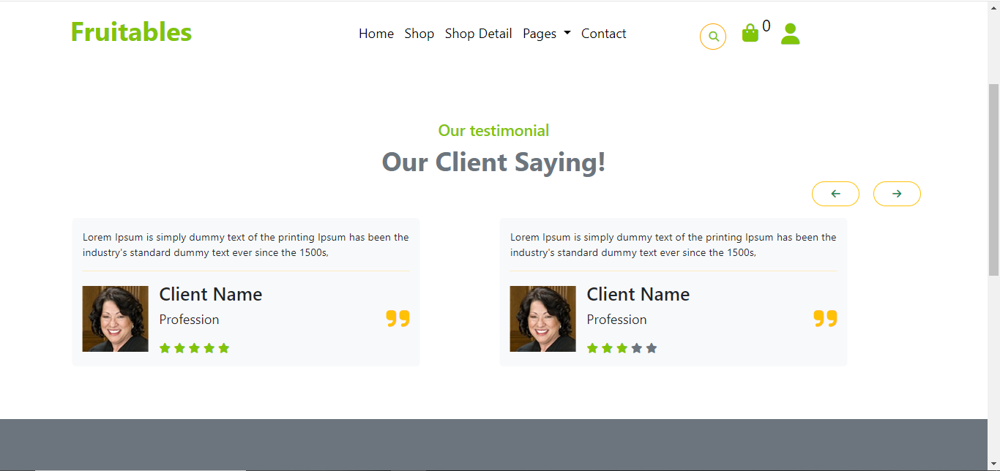 Fruitables
Home Shop Shop Detail Pages Contact
0
Our testimonial
Our Client Saying!
Lorem Ipsum is simply dummy text of the printing Ipsum has been the
industry's standard dummy text ever since the 1500s,
Client Name
Profession
Lorem Ipsum is simply dummy text of the printing Ipsum has been the
industry's standard dummy text ever since the 1500s,
Client Name
Profession